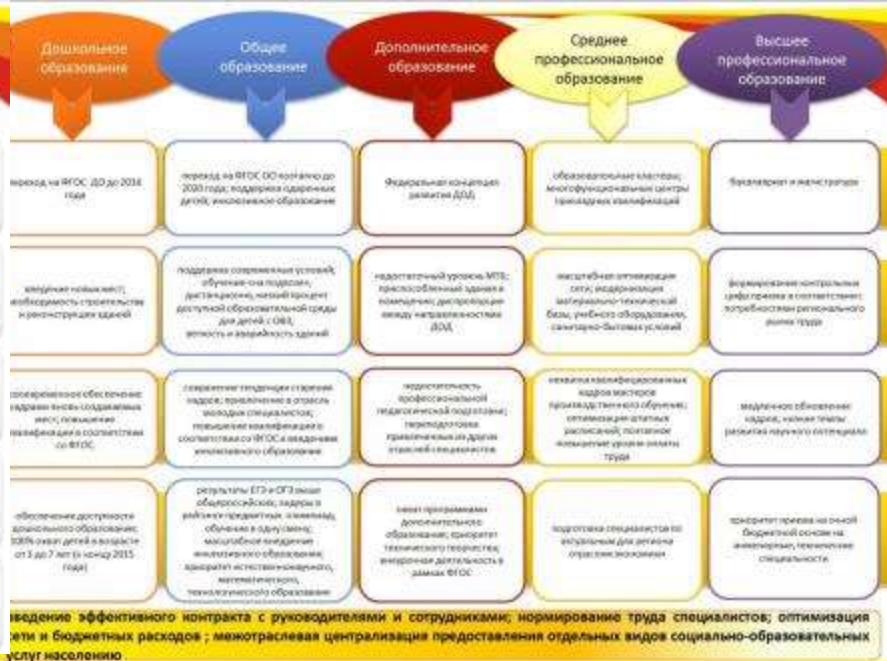 Дошкольное
образование
Общее
образование
Дополнительное
образование
Среднее
профессиональное
образование
Высшее
профессиональное
образование
переход на ФГОС ДО до 2016
года
переход на ФГОС ОО поэтапно до
2020 года; поддержка одаренных
детей; инклюзивное образование
Федеральная концепция
развития ДОД
образовательные кластеры;
многофункциональные центры
прикладных квалификаций
бакалавриат и магистратура
введение новых мест;
необходимость строительства
и реконструкции зданий
поддержка современных условий;
обучение «на подвозе»,
дистанционно, низкий процент
доступной образовательной среды
для детей с ОВЗ,
ветхость и аварийность зданий
недостаточный уровень МТБ;
приспособленные здания и
помещения; диспропорция
между направленностями
ДОД
масштабная оптимизация
сети; модернизация
материально-технической
базы, учебного оборудования,
санитарно-бытовых условий
формирование контрольных
цифр приема в соответствии с
потребностями регионального
рынка труда
своевременное обеспечение
кадрами вновь создаваемых
мест; повышение
квалификации в соответствии
со ФГОС
сохранение тенденции старения
кадров; привлечение в отрасль
молодых специалистов;
повышение квалификации в
соответствии со ФГОС и введением
инклюзивного образования
недостаточность
профессиональной
педагогической подготовки;
переподготовка
привлеченных из других
отраслей специалистов
нехватка квалифицированных
кадров мастеров
производственного обучения;
оптимизация штатных
расписаний; поэтапное
повышение уровня оплаты
труда
медленное обновление
кадров; низкие темпы
развития научного потенциала
обеспечение доступности
дошкольного образования;
100% охват детей в возрасте
от 3 до 7 лет (к концу 2015
года)
результаты ЕГЭ и ОГЭ выше
общероссийских; лидеры в
рейтинге предметных олимпиад;
обучение в одну смену;
масштабное внедрение
инклюзивного образования;
приоритет естественнонаучного,
математического,
технологического образования
охват программами
дополнительного
образования; приоритет
технического творчества;
внеурочная деятельность в
рамках ФГОС
подготовка специалистов по
актуальным для региона
отраслям экономики
приоритет приема на очной
бюджетной основе на
инженерные, технические
специальности
введение эффективного контракта с руководителями и сотрудниками; нормирование труда специалистов; оптимизация
сети и бюджетных расходов ; межотраслевая централизация предоставления отдельных видов социально-образовательных
услуг населению